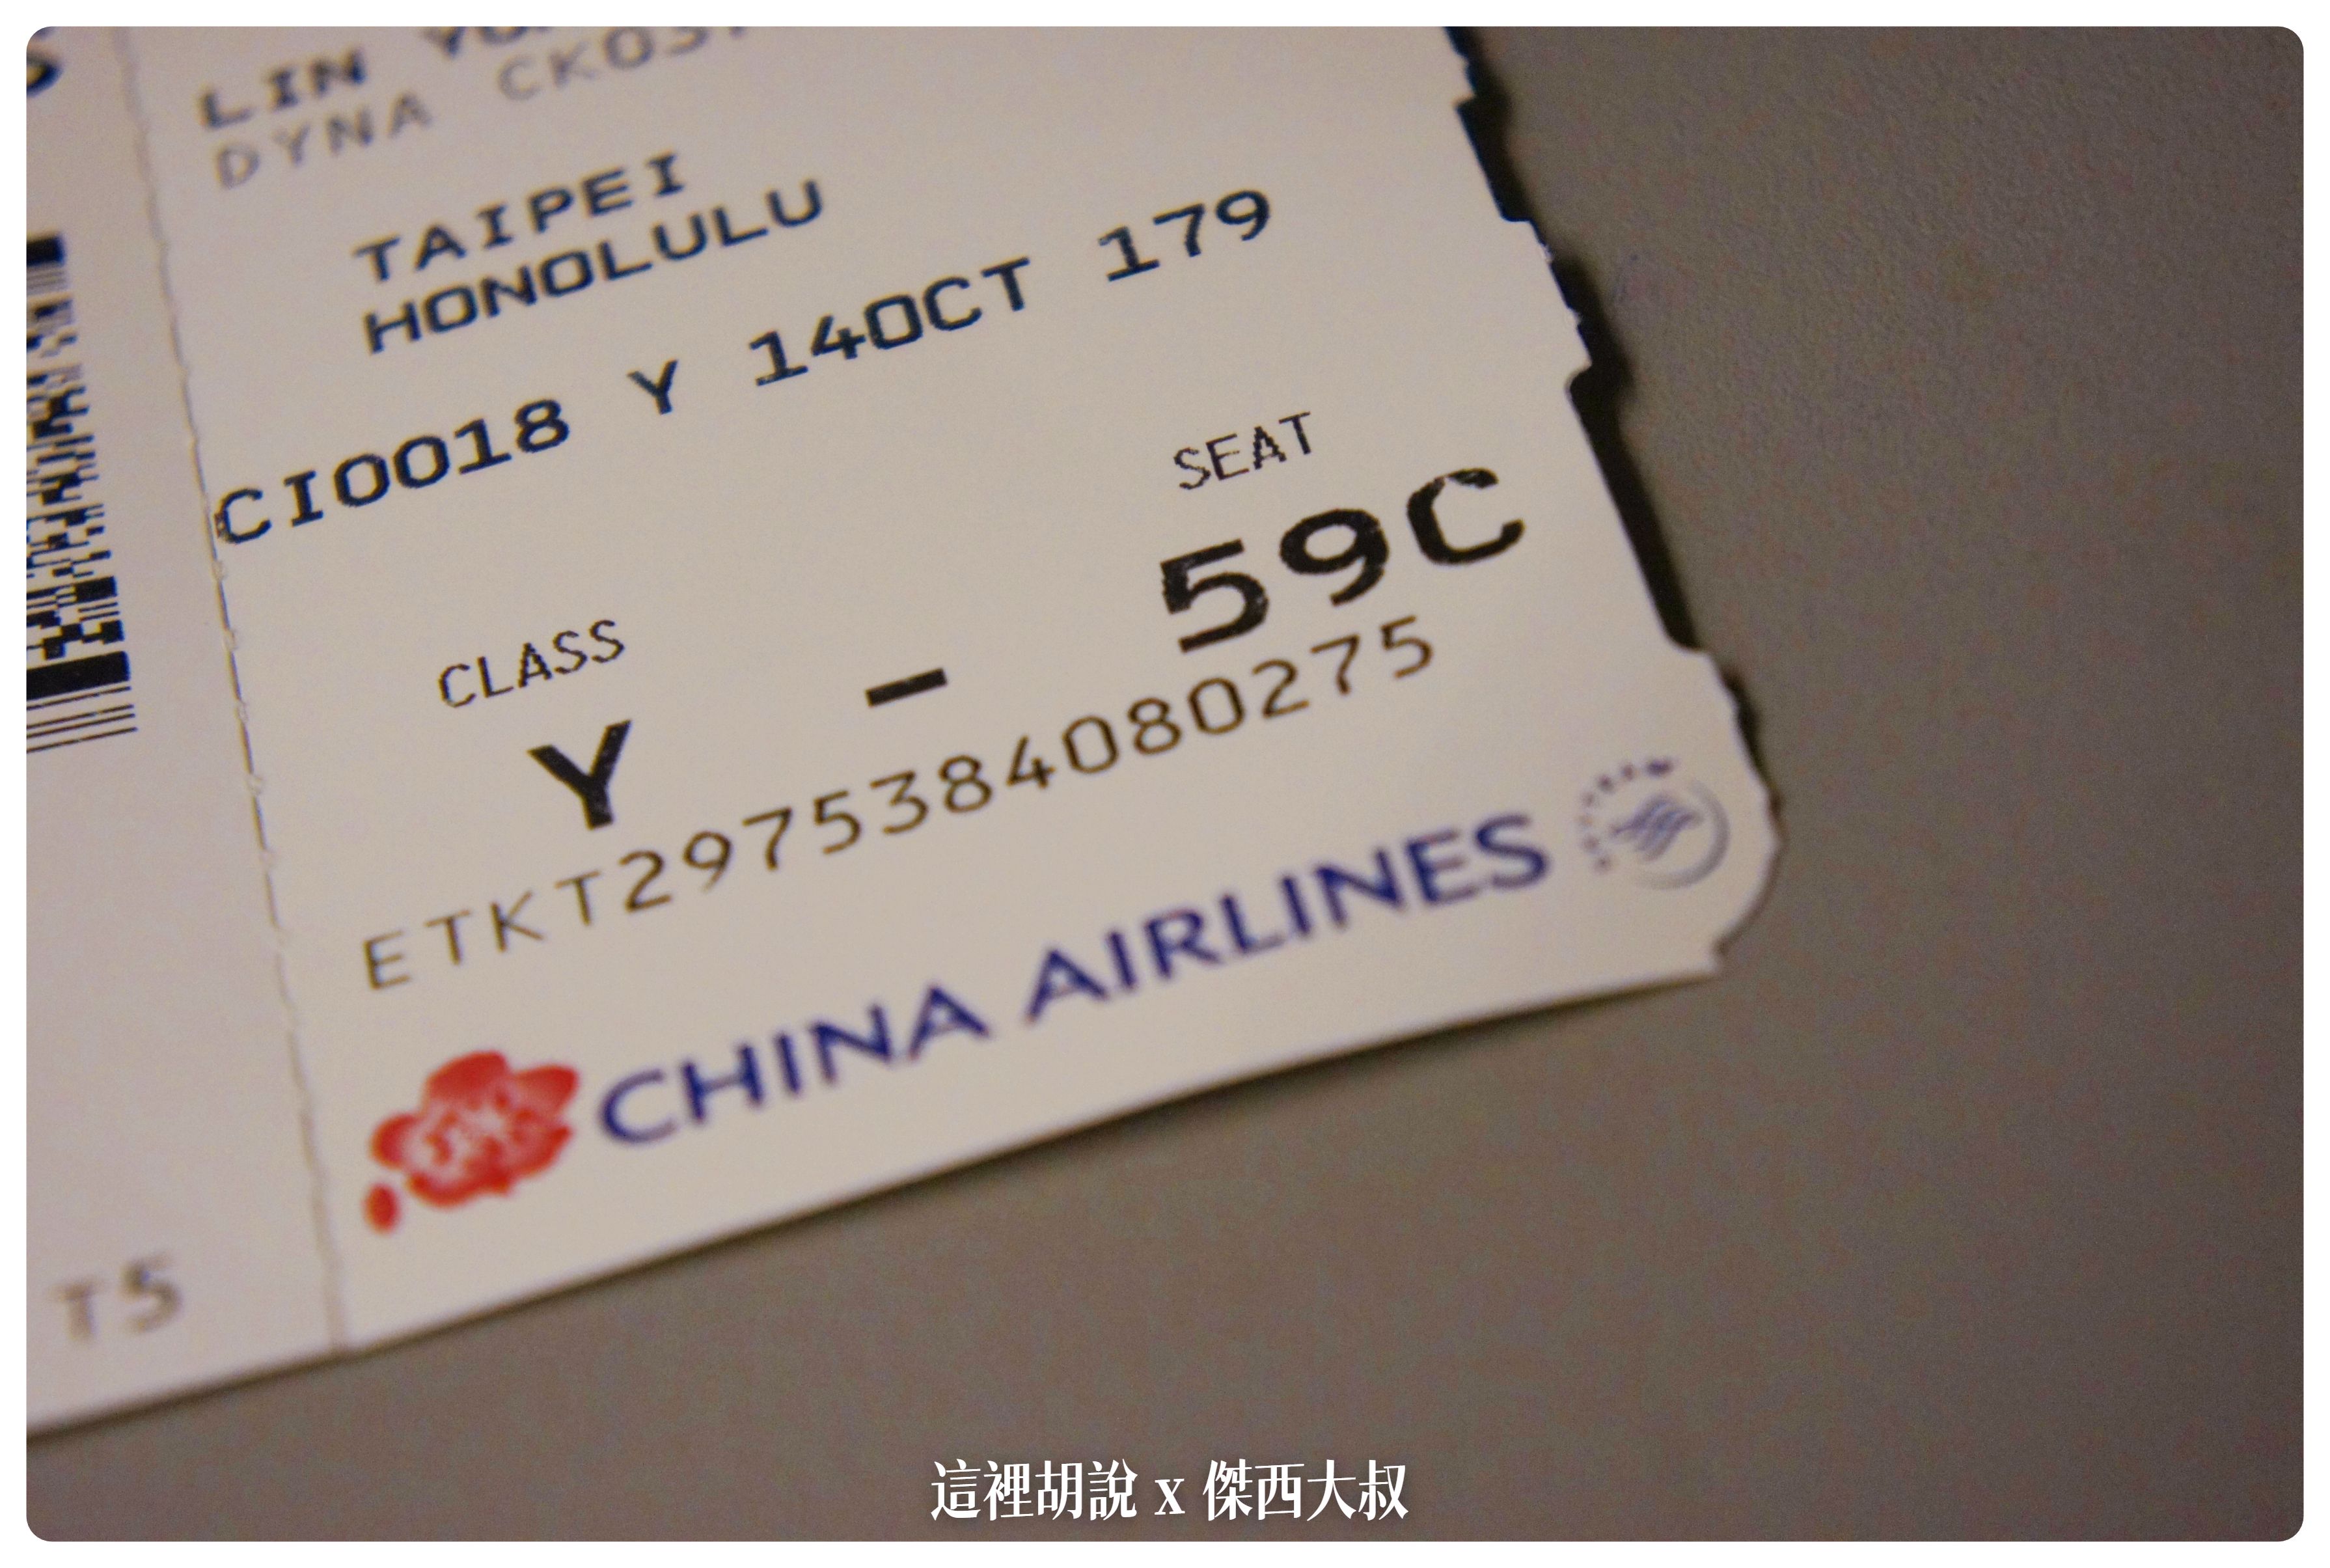 LIN
DYNA
TAIPEI
HONOLULU
CI0018 Y 14OCT 179
SEAT
59C
CLASS
Y -
ETKT2975384080275
CHINA AIRLINES
T5
這裡胡說 x 傑西大叔